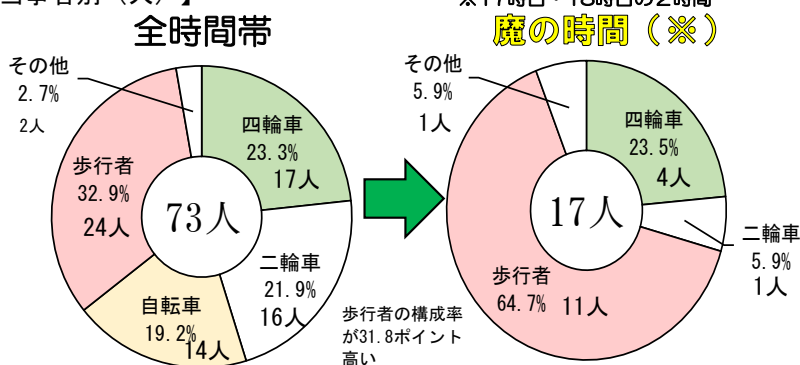 当事者別（人）】
※17時台・18時台の2時間
全時間帯
魔の時間（※）
その他
2.7%
2人
四輪車
23.3%
17人
歩行者
32.9%
24人
73人
二輪車
21.9%
16人
自転車
19.2%
14人
その他
5.9%
1人
四輪車
23.5%
4人
17人
二輪車
5.9%
1人
歩行者
64.7%
11人
歩行者の構成率
が31.8ポイント
高い